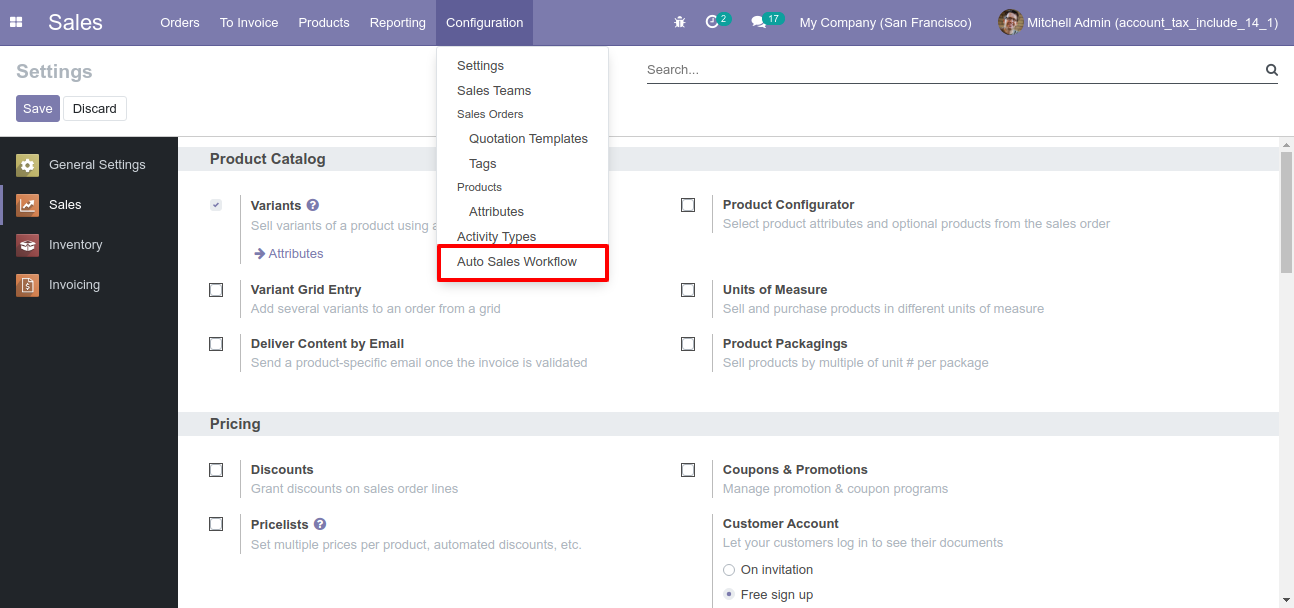 Sales Orders To Invoice Products Reporting Configuration 2 17 My Company (San Francisco) Mitchell Admin (account_tax_include_14_1)
Settings
Search...
Save Discard
Settings
Sales Teams
Sales Orders
Quotation Templates
Tags
Products
Attributes
Activity Types
Auto Sales Workflow
General Settings
Sales
Inventory
Invoicing
Product Catalog
Variants ?
Sell variants of a product using a
Attributes
Product Configurator
Select product attributes and optional products from the sales order
Variant Grid Entry
Add several variants to an order from a grid
Units of Measure
Sell and purchase products in different units of measure
Deliver Content by Email
Send a product-specific email once the invoice is validated
Product Packagings
Sell products by multiple of unit # per package
Pricing
Discounts
Grant discounts on sales order lines
Coupons & Promotions
Manage promotion & coupon programs
Pricelists ?
Set multiple prices per product, automated discounts, etc.
Customer Account
Let your customers log in to see their documents
On invitation
Free sign up